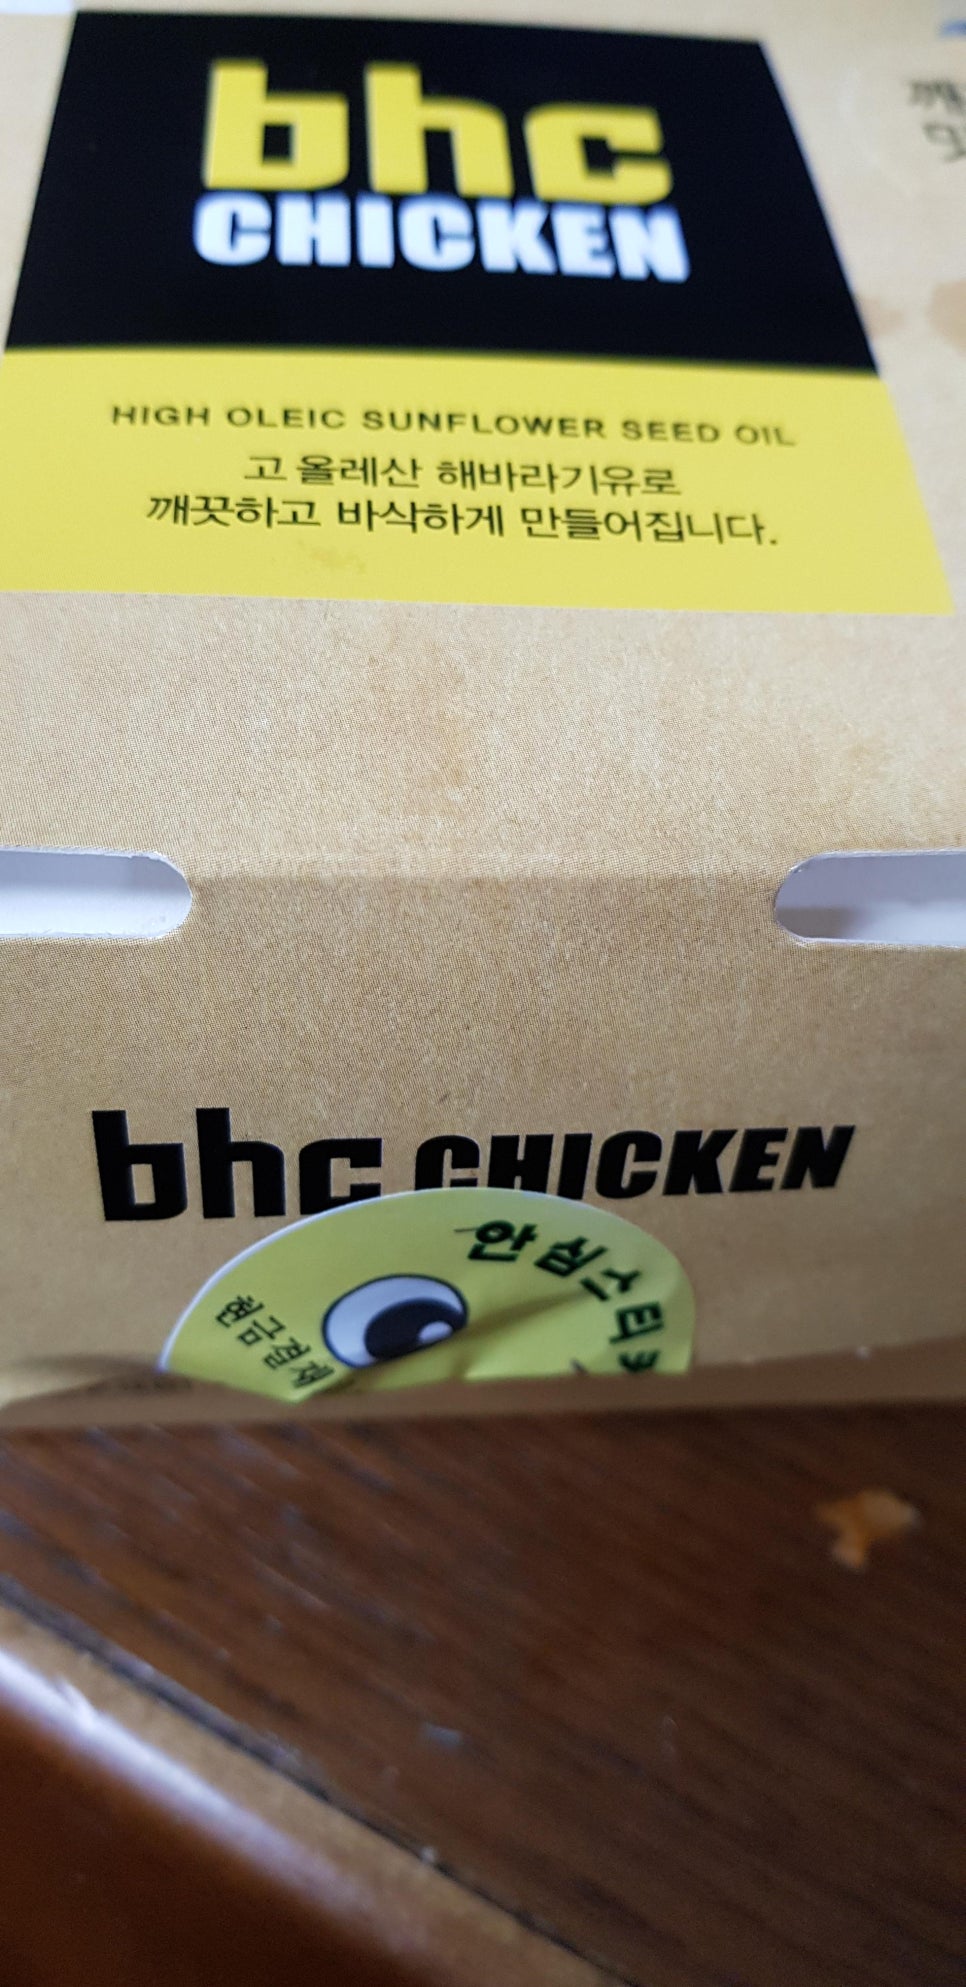 bhc
CHICKEN
HIGH OLEIC SUNFLOWER SEED OIL
고 올레산 해바라기유로
깨끗하고 바삭하게 만들어집니다.
bhc CHICKEN
안심스티커
현금결제